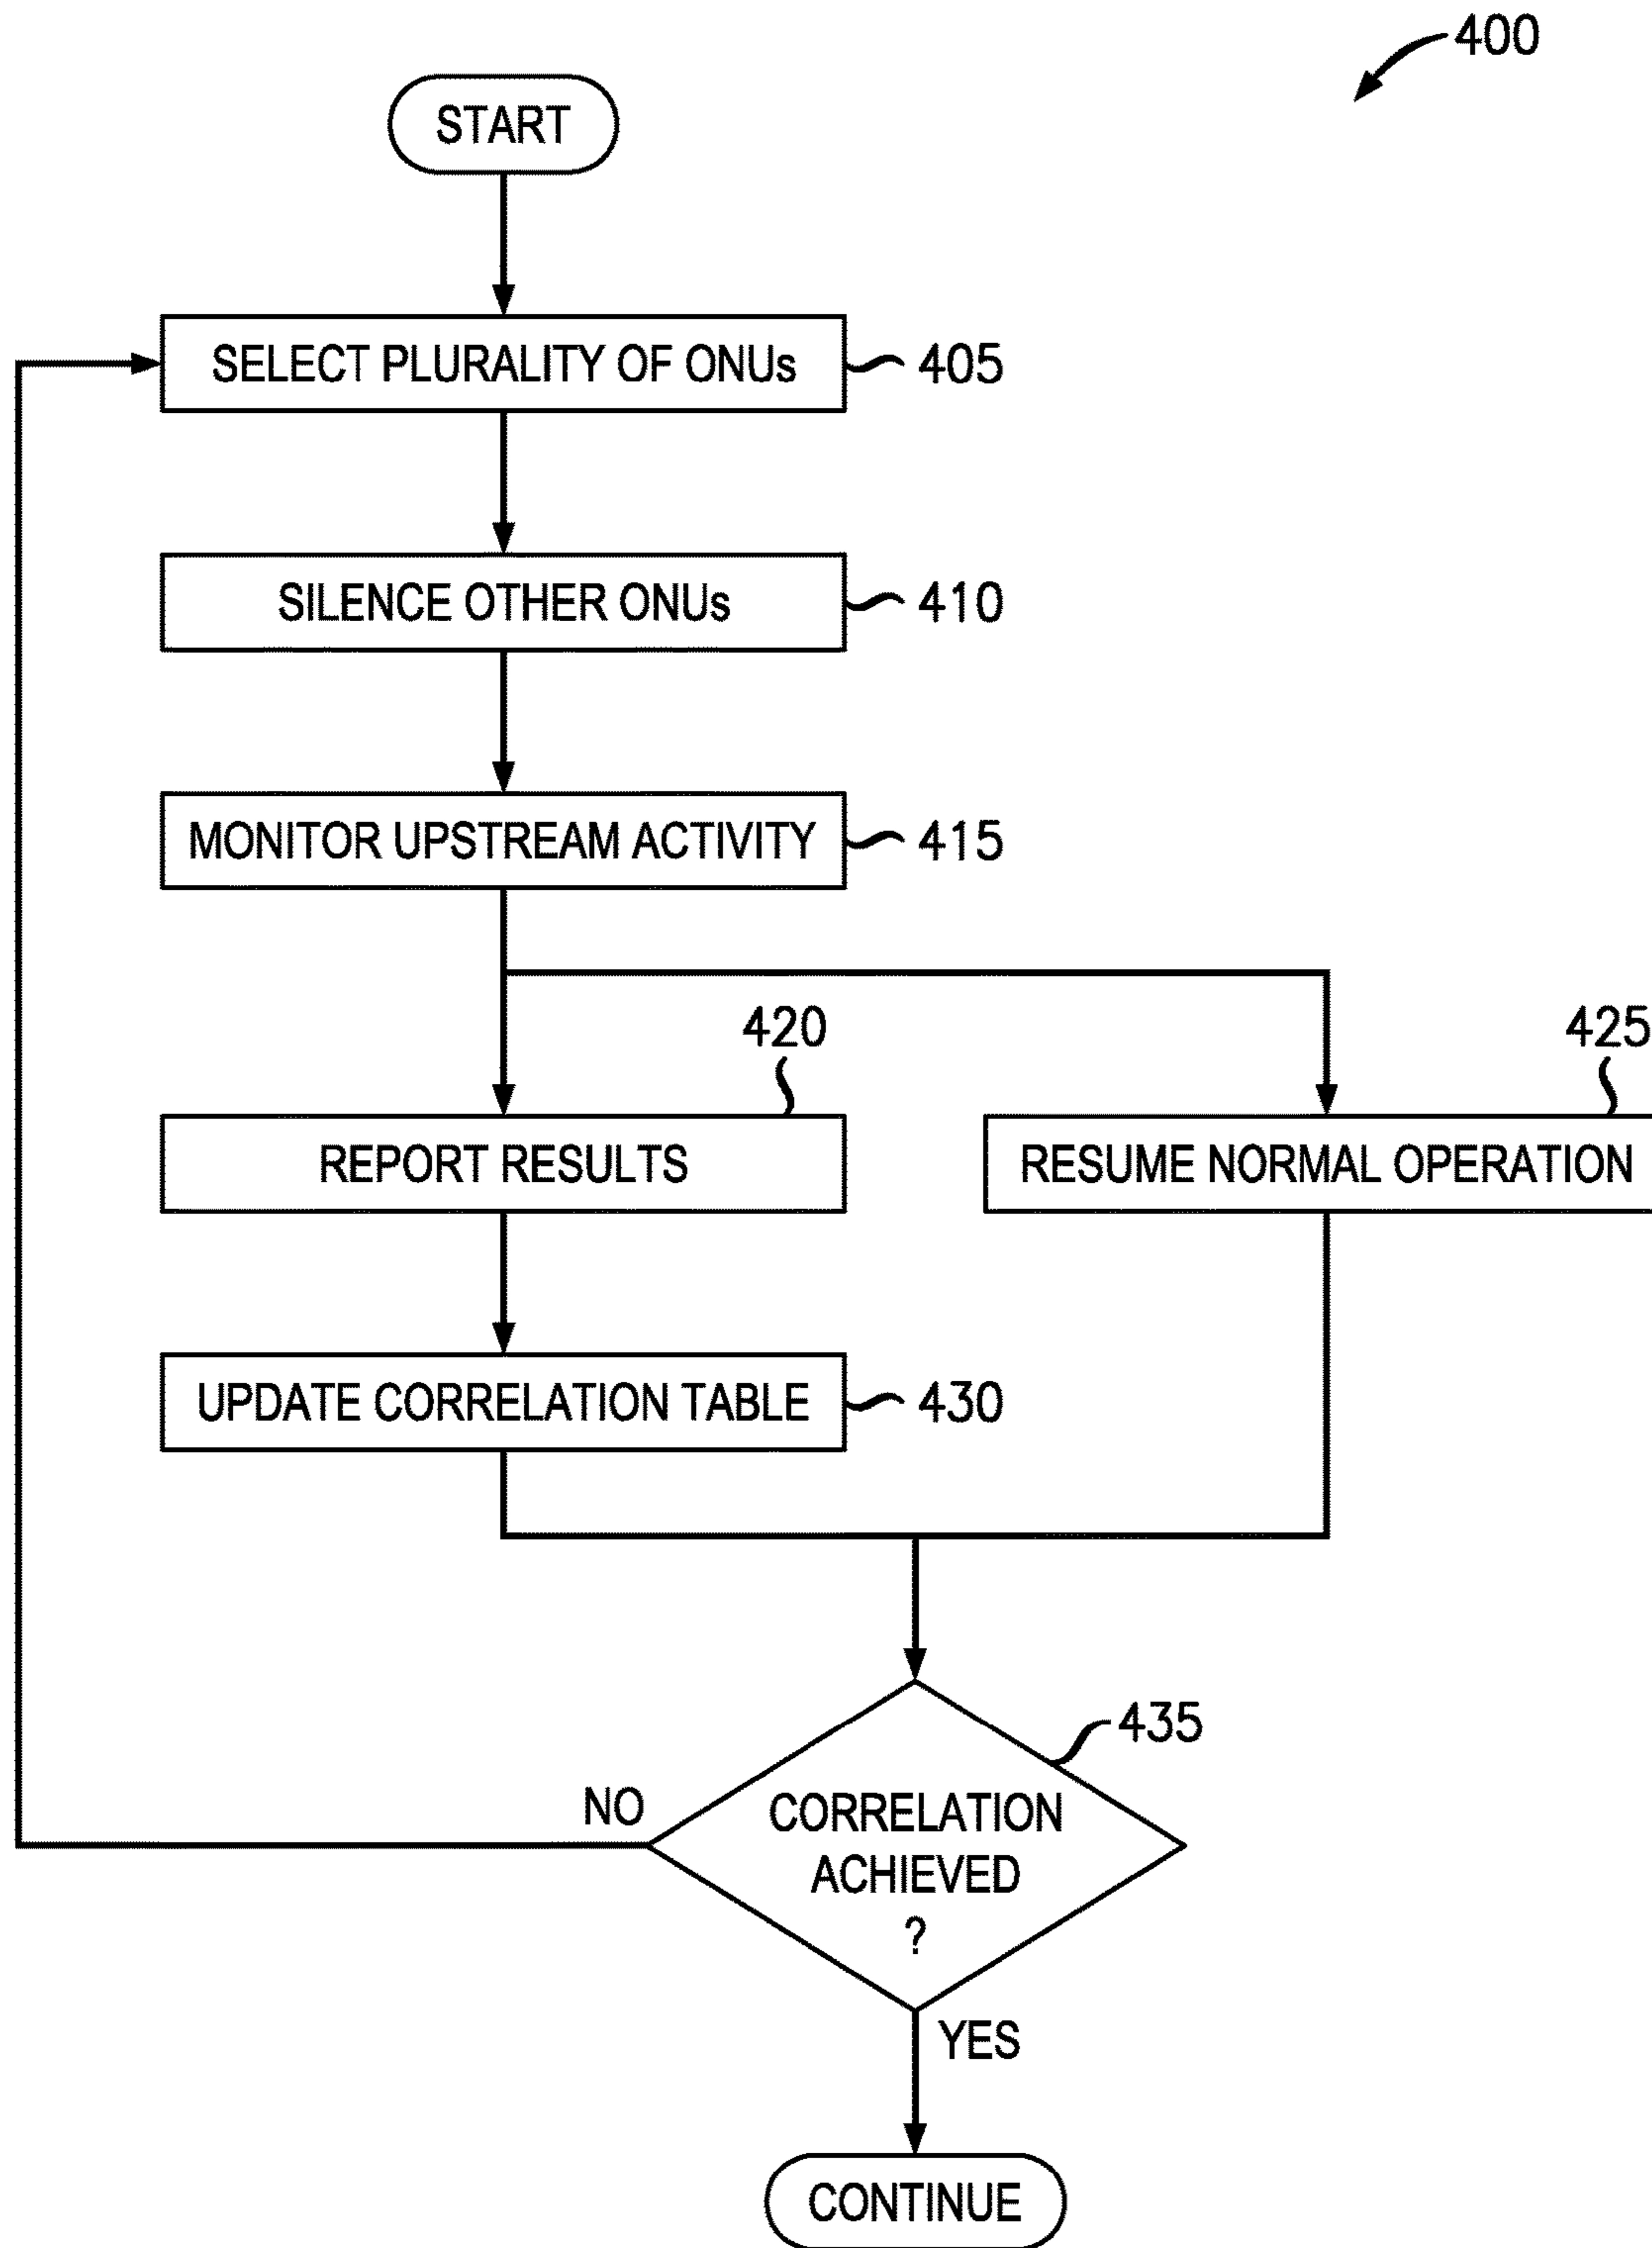 400
START
SELECT PLURALITY OF ONUs
405
SILENCE OTHER ONUs
410
MONITOR UPSTREAM ACTIVITY
415
420
425
REPORT RESULTS
RESUME NORMAL OPERATION
UPDATE CORRELATION TABLE
430
435
NO
CORRELATION
ACHIEVED
?
YES
CONTINUE